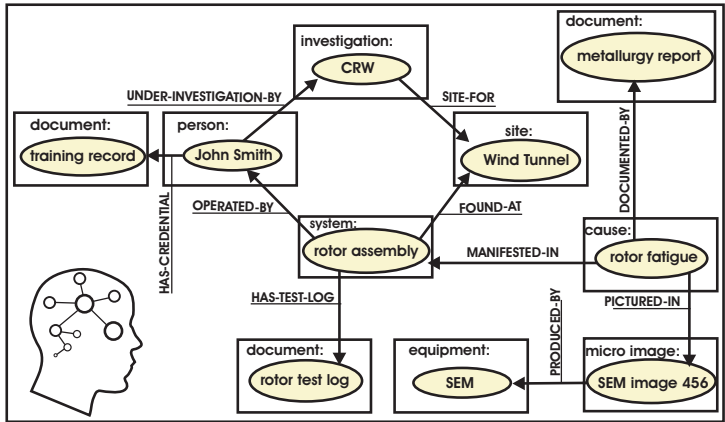 document:
metallurgy report
investigation:
CRW
UNDER-INVESTIGATION-BY
SITE-FOR
document:
training record
person:
John Smith
site:
Wind Tunnel
DOCUMENTED-BY
HAS-CREDENTIAL
OPERATED-BY
FOUND-AT
system:
rotor assembly
MANIFESTED-IN
cause:
rotor fatigue
HAS-TEST-LOG
PICTURED-IN
PRODUCED-BY
document:
rotor test log
equipment:
SEM
micro image:
SEM image 456